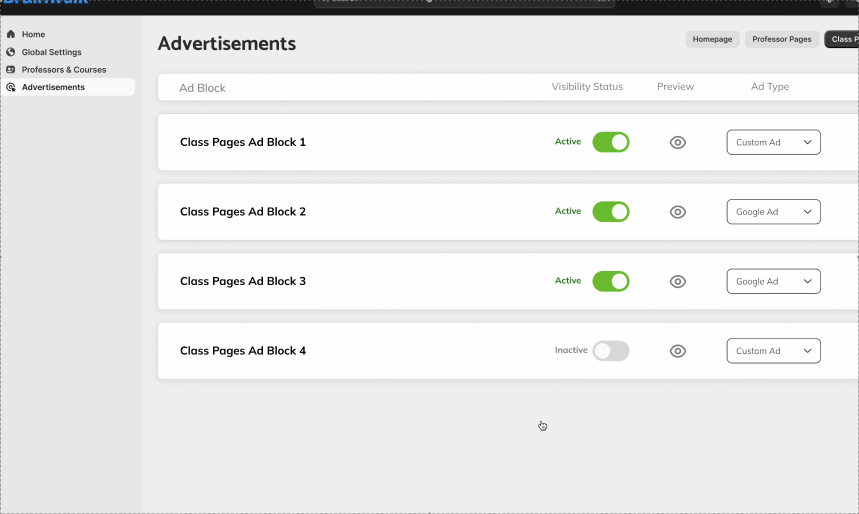 Home
Global Settings
Professors & Courses
Advertisements
Advertisements
Homepage
Professor Pages
Class P
Ad Block
Visibility Status
Preview
Ad Type
Class Pages Ad Block 1
Active
Custom Ad
Class Pages Ad Block 2
Active
Google Ad
Class Pages Ad Block 3
Active
Google Ad
Class Pages Ad Block 4
Inactive
Custom Ad